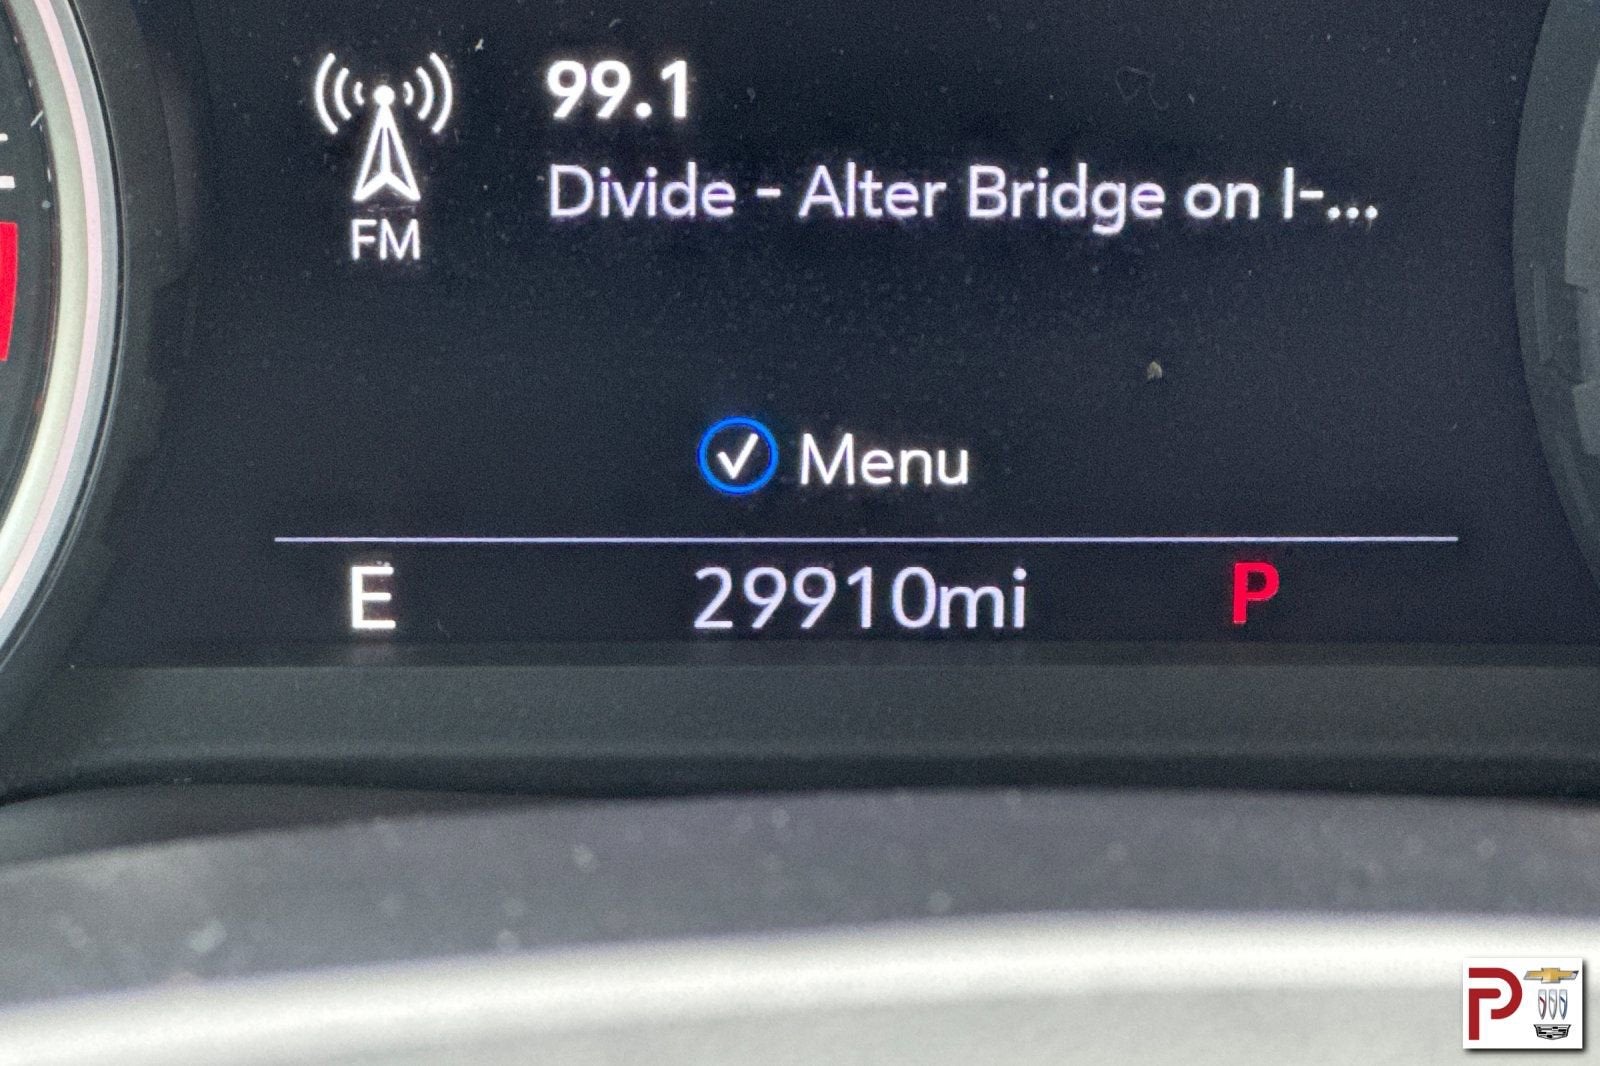 99.1
Divide - Alter Bridge on I-...
FM
Menu
E 29910mi P
P